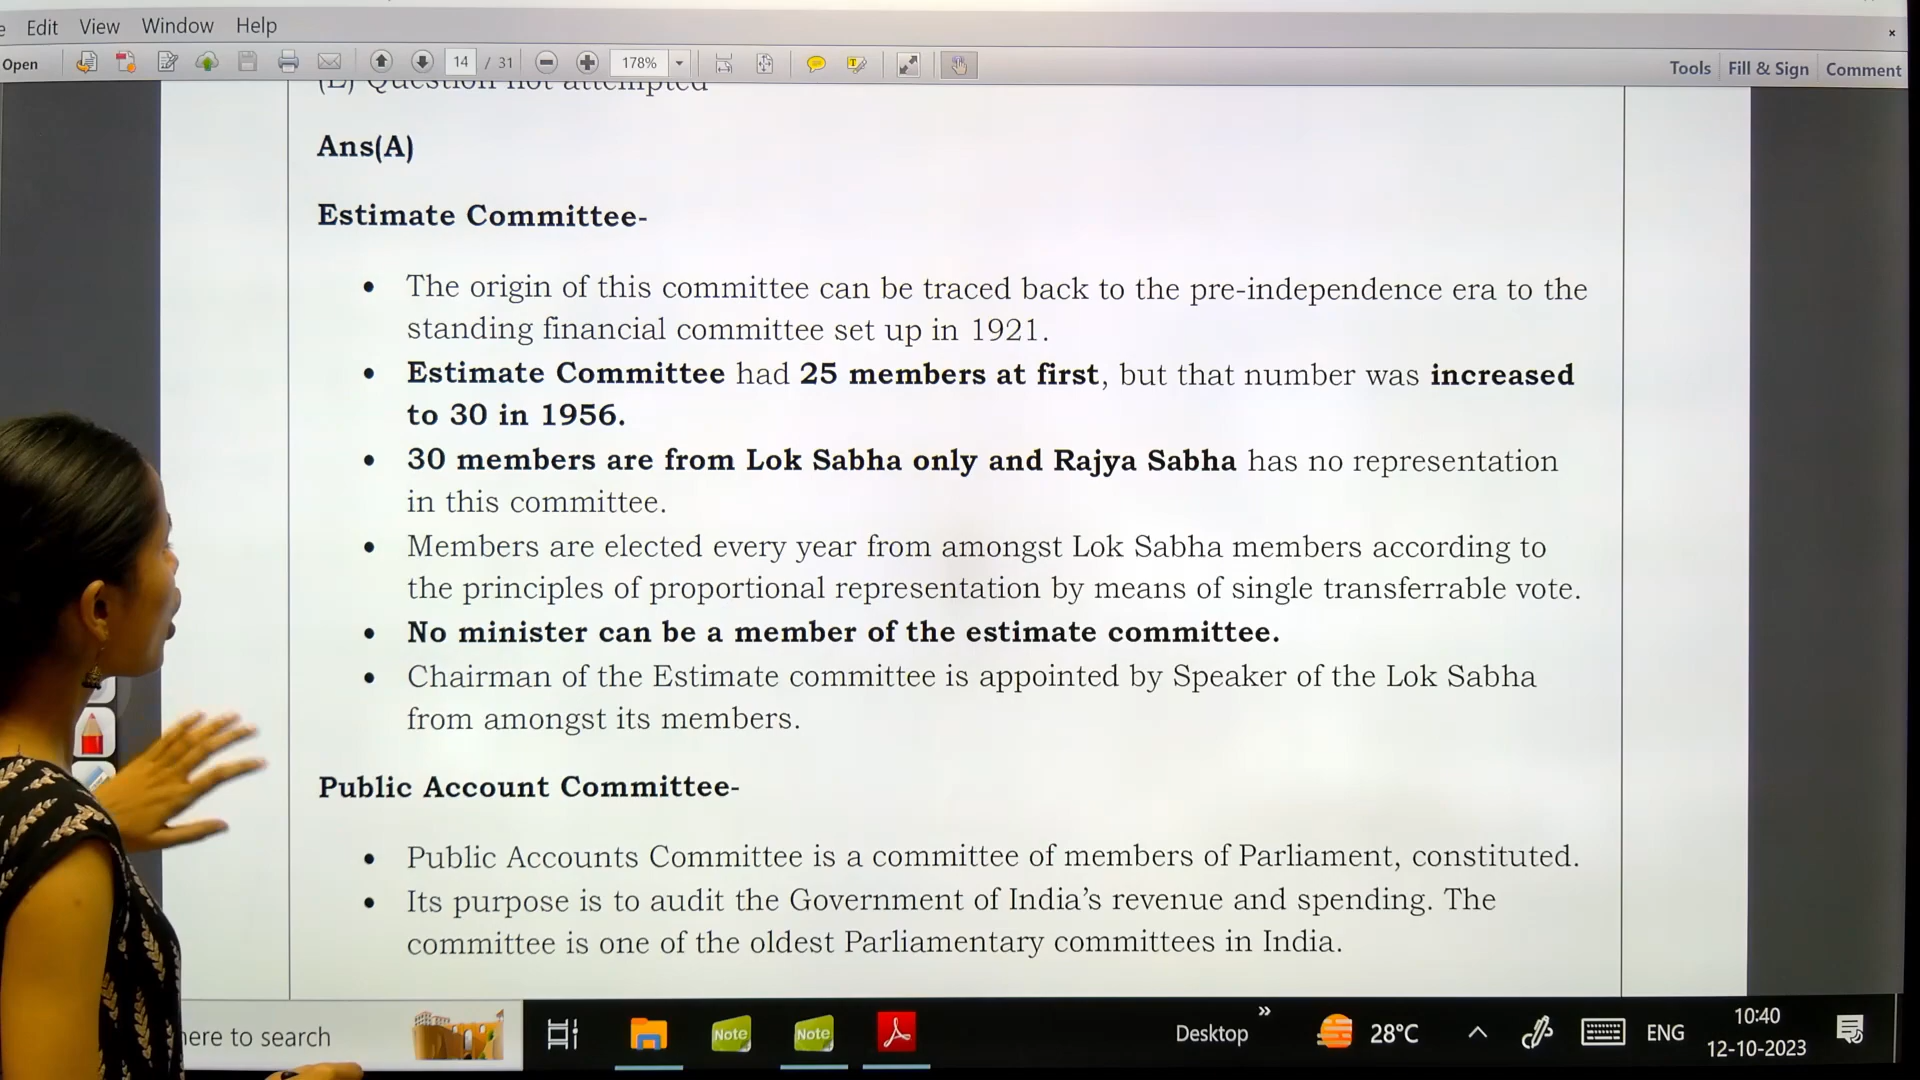 Edit View Window Help
Open 14 / 31 178% Tools Fill & Sign Comment
(E) Question not attempted
Ans(A)
Estimate Committee-
• The origin of this committee can be traced back to the pre-independence era to the
standing financial committee set up in 1921.
• Estimate Committee had 25 members at first, but that number was increased
to 30 in 1956.
• 30 members are from Lok Sabha only and Rajya Sabha has no representation
in this committee.
• Members are elected every year from amongst Lok Sabha members according to
the principles of proportional representation by means of single transferrable vote.
• No minister can be a member of the estimate committee.
• Chairman of the Estimate committee is appointed by Speaker of the Lok Sabha
from amongst its members.
Public Account Committee-
• Public Accounts Committee is a committee of members of Parliament, constituted.
• Its purpose is to audit the Government of India's revenue and spending. The
committee is one of the oldest Parliamentary committees in India.
here to search Note Note Desktop 28°C ENG 10:40
12-10-2023